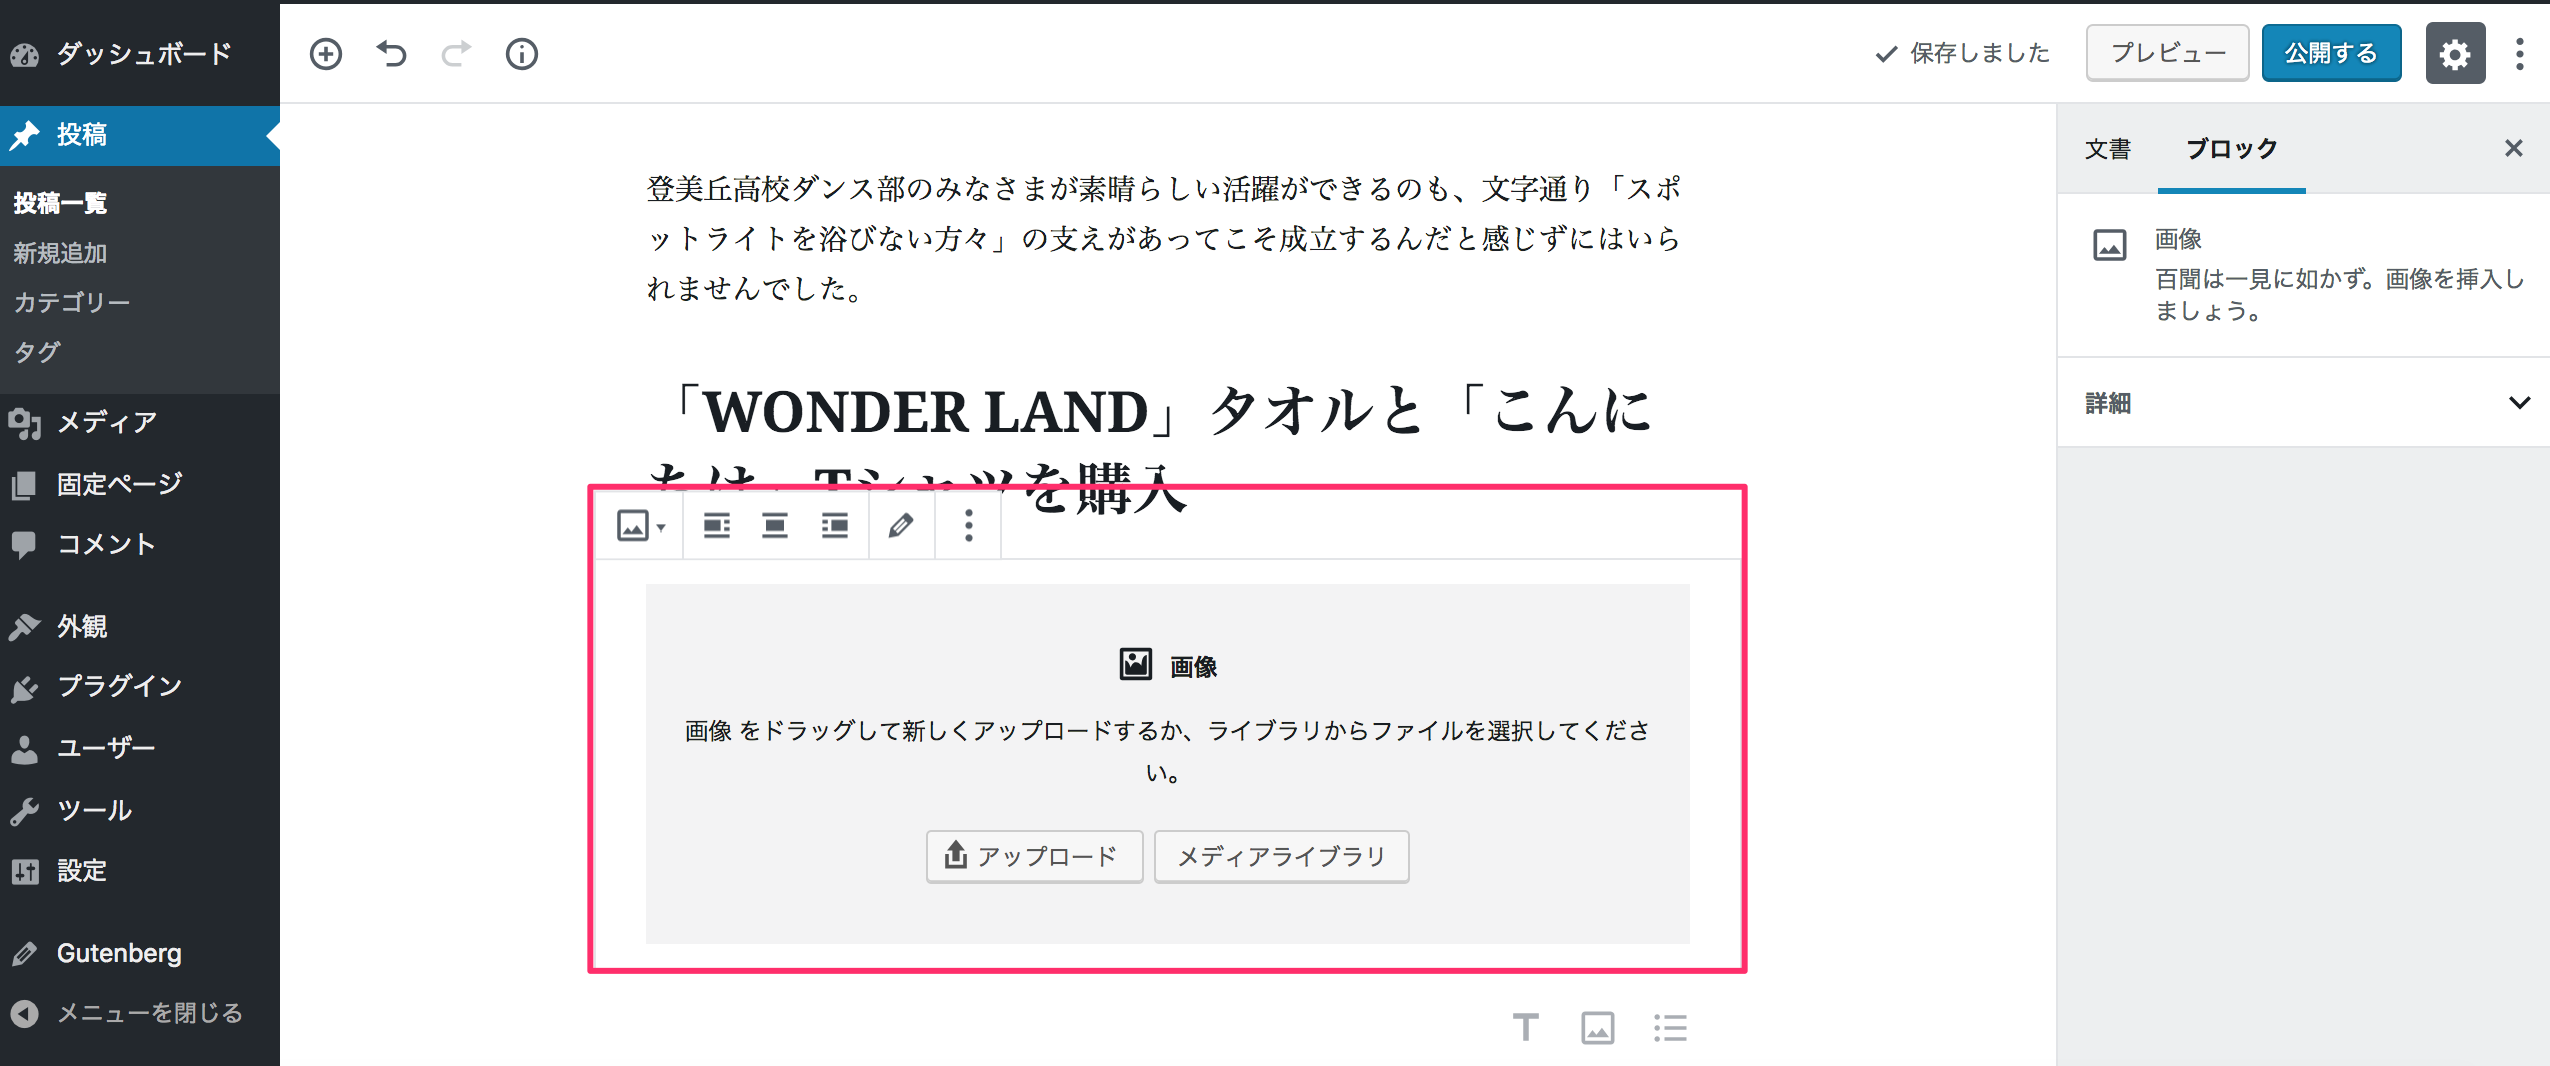 ダッシュボード
投稿
投稿一覧
新規追加
カテゴリー
タグ
メディア
固定ページ
コメント
外観
プラグイン
ユーザー
ツール
設定
Gutenberg
メニューを閉じる
保存しました
プレビュー
公開する
登美丘高校ダンス部のみなさまが素晴らしい活躍ができるのも、文字通り「スポ
ットライトを浴びない方々」の支えがあってこそ成立するんだと感じずにはいら
れませんでした。
「WONDER LAND」タオルと「こんに
Tシャツを購入
画像
画像 をドラッグして新しくアップロードするか、ライブラリからファイルを選択してくださ
い。
アップロード
メディアライブラリ
文書
ブロック
画像
百聞は一見に如かず。画像を挿入し
ましょう。
詳細